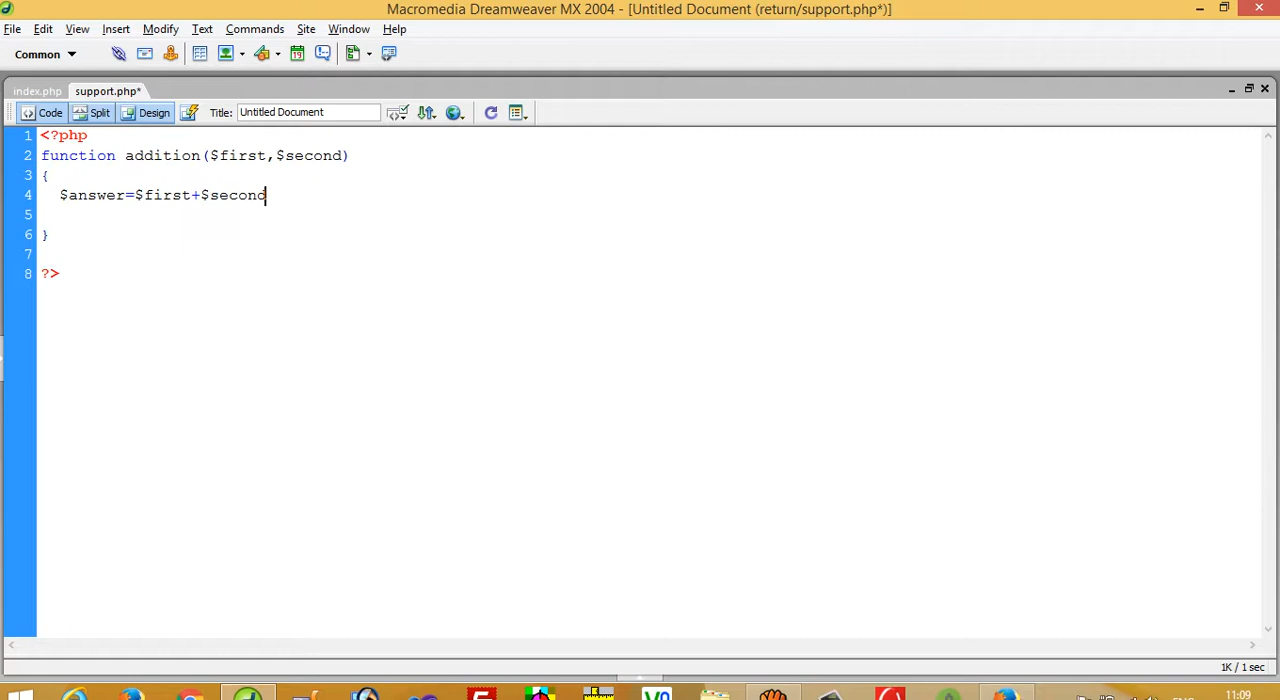 Macromedia Dreamweaver MX 2004 - [Untitled Document (return/support.php*)]
File Edit View Insert Modify Text Commands Site Window Help
Common
index.php support.php*
Code Split Design Title: Untitled Document
1 <?php
2 function addition($first,$second)
3 {
4 $answer=$first+$second
5
6 }
7
8 ?>
1K / 1 sec
11:09